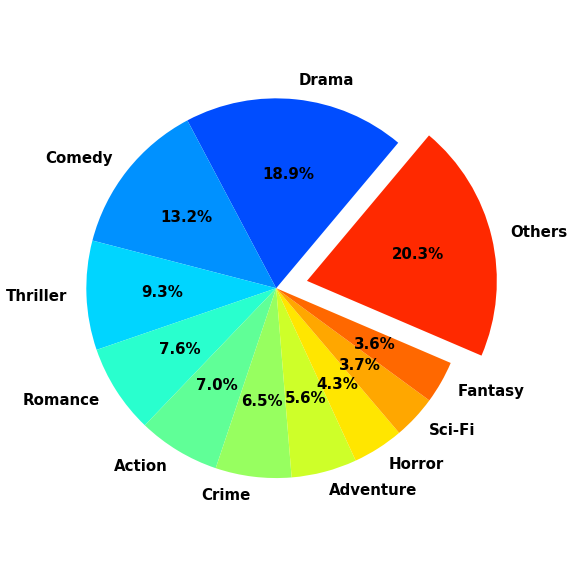 Drama
18.9%
Comedy
13.2%
Others
20.3%
Thriller
9.3%
Romance
7.6%
Action
7.0%
Crime
6.5%
Adventure
5.6%
Horror
4.3%
Sci-Fi
3.7%
Fantasy
3.6%